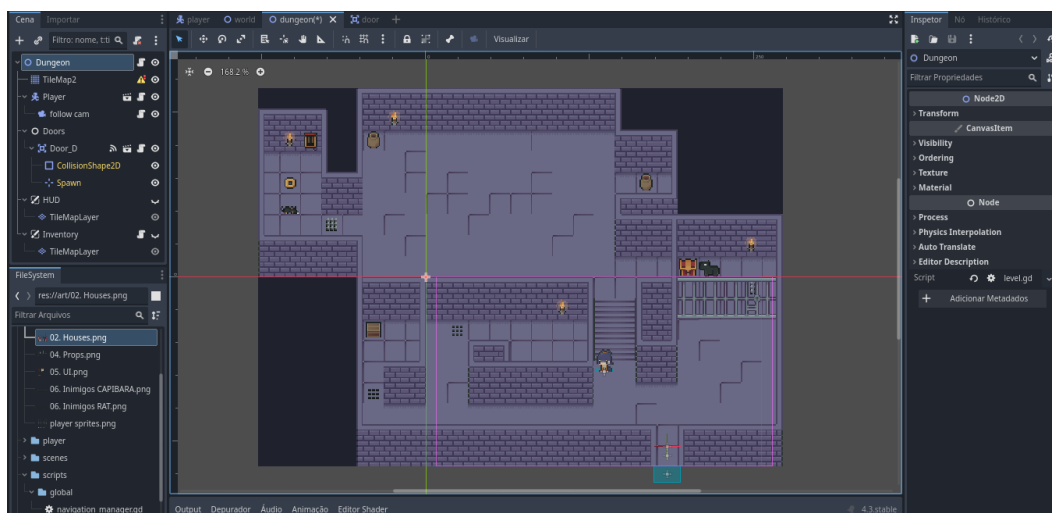 Cena Importar
Filtro: nome, t:ti
Dungeon
TileMap2
Player
follow cam
Doors
Door_D
CollisionShape2D
Spawn
HUD
TileMapLayer
Inventory
TileMapLayer
FileSystem
res://art/02. Houses.png
Filtrar Arquivos
02. Houses.png
04. Props.png
05. UI.png
06. Inimigos CAPIBARA.png
06. Inimigos RAT.png
player sprites.png
player
scenes
scripts
global
navigation_manager.gd
player world dungeon(*) door
Visualizar
168.2 %
0 250
Output Depurador Áudio Animação Editor Shader 4.3.stable
Inspetor Nó Histórico
Dungeon
Filtrar Propriedades
Node2D
Transform
CanvasItem
Visibility
Ordering
Texture
Material
Node
Process
Physics Interpolation
Auto Translate
Editor Description
Script level.gd
Adicionar Metadados